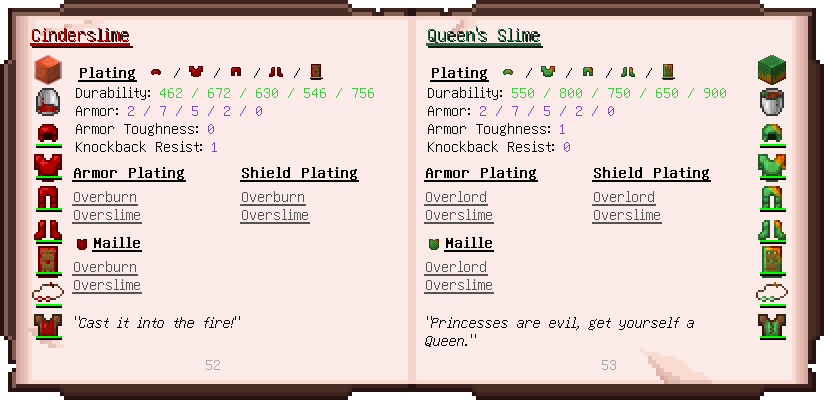 Cinderslime
Plating / / / /
Durability: 462 / 672 / 630 / 546 / 756
Armor: 2 / 7 / 5 / 2 / 0
Armor Toughness: 0
Knockback Resist: 1
Armor Plating Shield Plating
Overburn Overburn
Overslime Overslime
Maille
Overburn
Overslime
"Cast it into the fire!"
52
Queen's Slime
Plating / / / /
Durability: 550 / 800 / 750 / 650 / 900
Armor: 2 / 7 / 5 / 2 / 0
Armor Toughness: 1
Knockback Resist: 0
Armor Plating Shield Plating
Overlord Overlord
Overslime Overslime
Maille
Overlord
Overslime
"Princesses are evil, get yourself a
Queen."
53